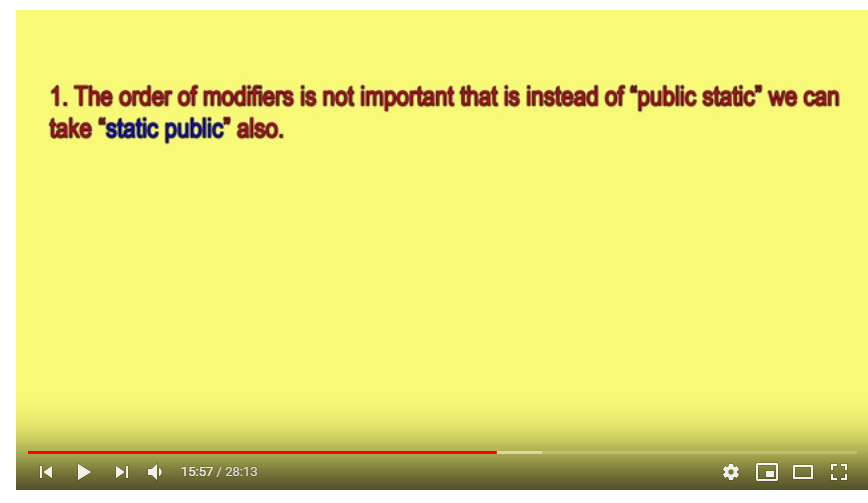 1. The order of modifiers is not important that is instead of “public static” we can
take “static public” also.
15:57 / 28:13